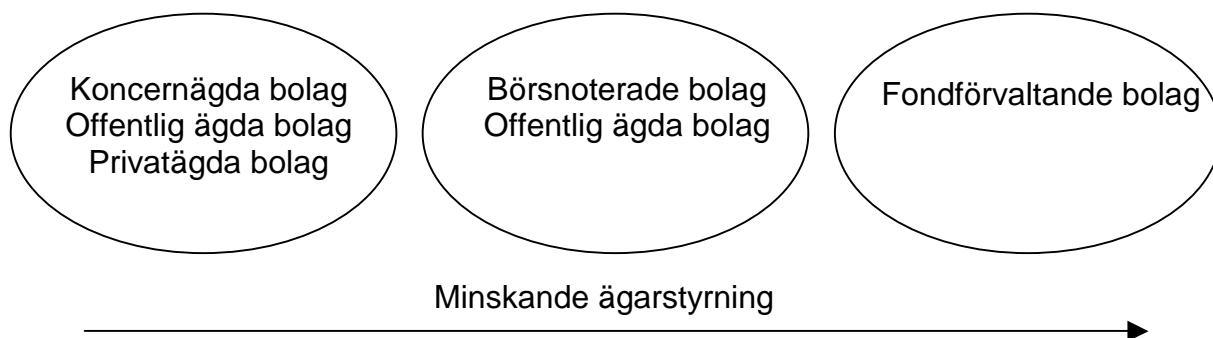 Koncernägda bolag
Offentlig ägda bolag
Privatägda bolag
Börsnoterade bolag
Offentlig ägda bolag
Fondförvaltande bolag
Minskande ägarstyrning